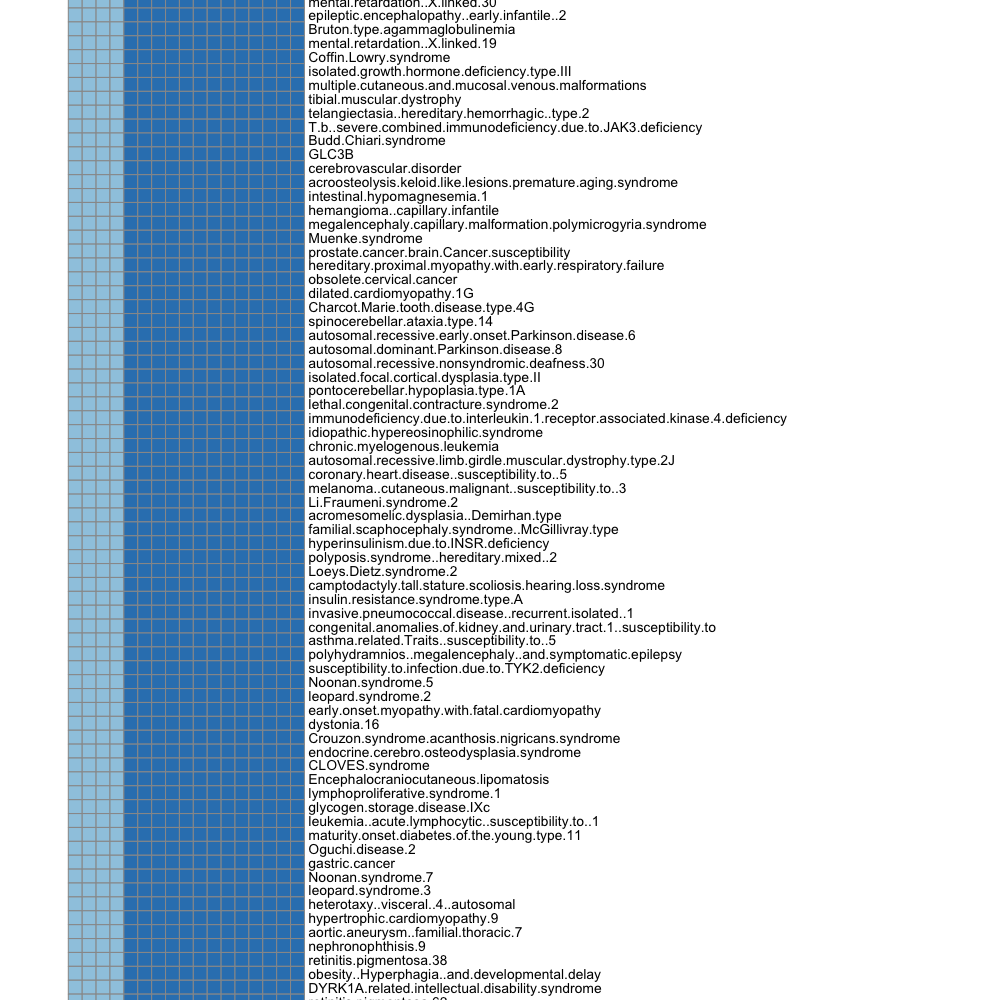 mental.retardation..X.linked.30
epileptic.encephalopathy..early.infantile..2
Bruton.type.agammaglobulinemia
mental.retardation..X.linked.19
Coffin.Lowry.syndrome
isolated.growth.hormone.deficiency.type.III
multiple.cutaneous.and.mucosal.venous.malformations
tibial.muscular.dystrophy
telangiectasia..hereditary.hemorrhagic..type.2
T.b..severe.combined.immunodeficiency.due.to.JAK3.deficiency
Budd.Chiari.syndrome
GLC3B
cerebrovascular.disorder
acroosteolysis.keloid.like.lesions.premature.aging.syndrome
intestinal.hypomagnesemia.1
hemangioma..capillary.infantile
megalencephaly.capillary.malformation.polymicrogyria.syndrome
Muenke.syndrome
prostate.cancer.brain.Cancer.susceptibility
hereditary.proximal.myopathy.with.early.respiratory.failure
obsolete.cervical.cancer
dilated.cardiomyopathy.1G
Charcot.Marie.tooth.disease.type.4G
spinocerebellar.ataxia.type.14
autosomal.recessive.early.onset.Parkinson.disease.6
autosomal.dominant.Parkinson.disease.8
autosomal.recessive.nonsyndromic.deafness.30
isolated.focal.cortical.dysplasia.type.II
pontocerebellar.hypoplasia.type.1A
lethal.congenital.contracture.syndrome.2
immunodeficiency.due.to.interleukin.1.receptor.associated.kinase.4.deficiency
idiopathic.hypereosinophilic.syndrome
chronic.myelogenous.leukemia
autosomal.recessive.limb.girdle.muscular.dystrophy.type.2J
coronary.heart.disease..susceptibility.to..5
melanoma..cutaneous.malignant..susceptibility.to..3
Li.Fraumeni.syndrome.2
acromesomelic.dysplasia..Demirhan.type
familial.scaphocephaly.syndrome..McGillivray.type
hyperinsulinism.due.to.INSR.deficiency
polyposis.syndrome..hereditary.mixed..2
Loeys.Dietz.syndrome.2
camptodactyly.tall.stature.scoliosis.hearing.loss.syndrome
insulin.resistance.syndrome.type.A
invasive.pneumococcal.disease..recurrent.isolated..1
congenital.anomalies.of.kidney.and.urinary.tract.1..susceptibility.to
asthma.related.Traits..susceptibility.to..5
polyhydramnios..megalencephaly..and.symptomatic.epilepsy
susceptibility.to.infection.due.to.TYK2.deficiency
Noonan.syndrome.5
leopard.syndrome.2
early.onset.myopathy.with.fatal.cardiomyopathy
dystonia.16
Crouzon.syndrome.acanthosis.nigricans.syndrome
endocrine.cerebro.osteodysplasia.syndrome
CLOVES.syndrome
Encephalocraniocutaneous.lipomatosis
lymphoproliferative.syndrome.1
glycogen.storage.disease.IXc
leukemia..acute.lymphocytic..susceptibility.to..1
maturity.onset.diabetes.of.the.young.type.11
Oguchi.disease.2
gastric.cancer
Noonan.syndrome.7
leopard.syndrome.3
heterotaxy..visceral..4..autosomal
hypertrophic.cardiomyopathy.9
aortic.aneurysm..familial.thoracic.7
nephronophthisis.9
retinitis.pigmentosa.38
obesity..Hyperphagia..and.developmental.delay
DYRK1A.related.intellectual.disability.syndrome